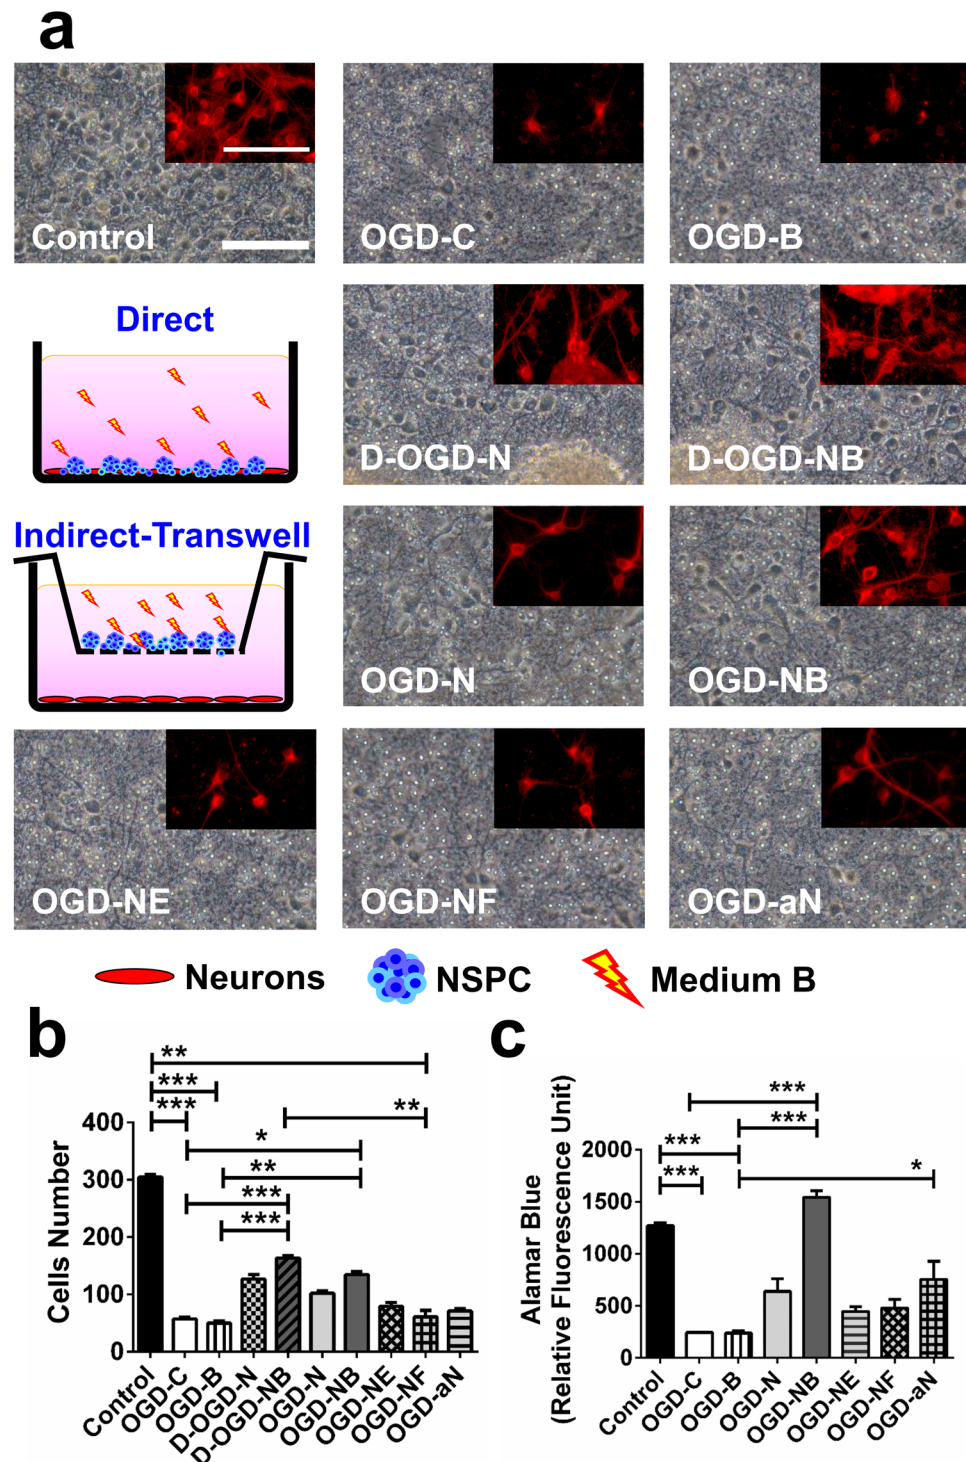 a
Control
OGD-C
OGD-B
Direct
D-OGD-N
D-OGD-NB
Indirect-Transwell
OGD-N
OGD-NB
OGD-NE
OGD-NF
OGD-aN
Neurons
NSPC
Medium B
b
**
***
***
**
*
**
***
***
Cells Number
400
300
200
100
0
Control
OGD-C
OGD-B
D-OGD-N
D-OGD-NB
OGD-N
OGD-NB
OGD-NE
OGD-NF
OGD-aN
c
***
***
***
***
*
Alamar Blue
(Relative Fluorescence Unit)
2000
1500
1000
500
0
Control
OGD-C
OGD-B
OGD-N
OGD-NB
OGD-NE
OGD-NF
OGD-aN